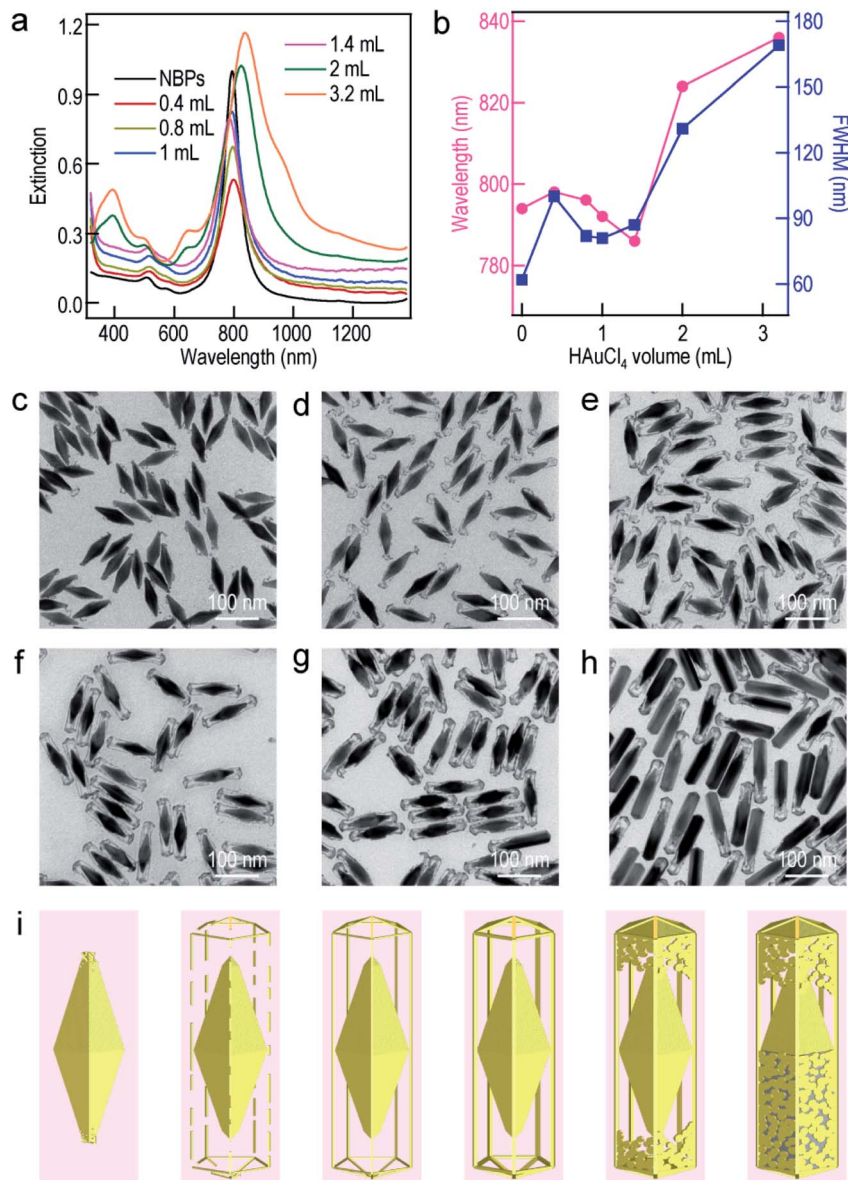 a
1.2
0.9
0.6
0.3
0.0
Extinction
NBPs
0.4 mL
0.8 mL
1 mL
1.4 mL
2 mL
3.2 mL
400 600 800 1000 1200
Wavelength (nm)
b
840
820
800
780
Wavelength (nm)
180
150
120
90
60
FWHM (nm)
0 1 2 3
HAuCl₄ volume (mL)
c
100 nm
d
100 nm
e
100 nm
f
100 nm
g
100 nm
h
100 nm
i